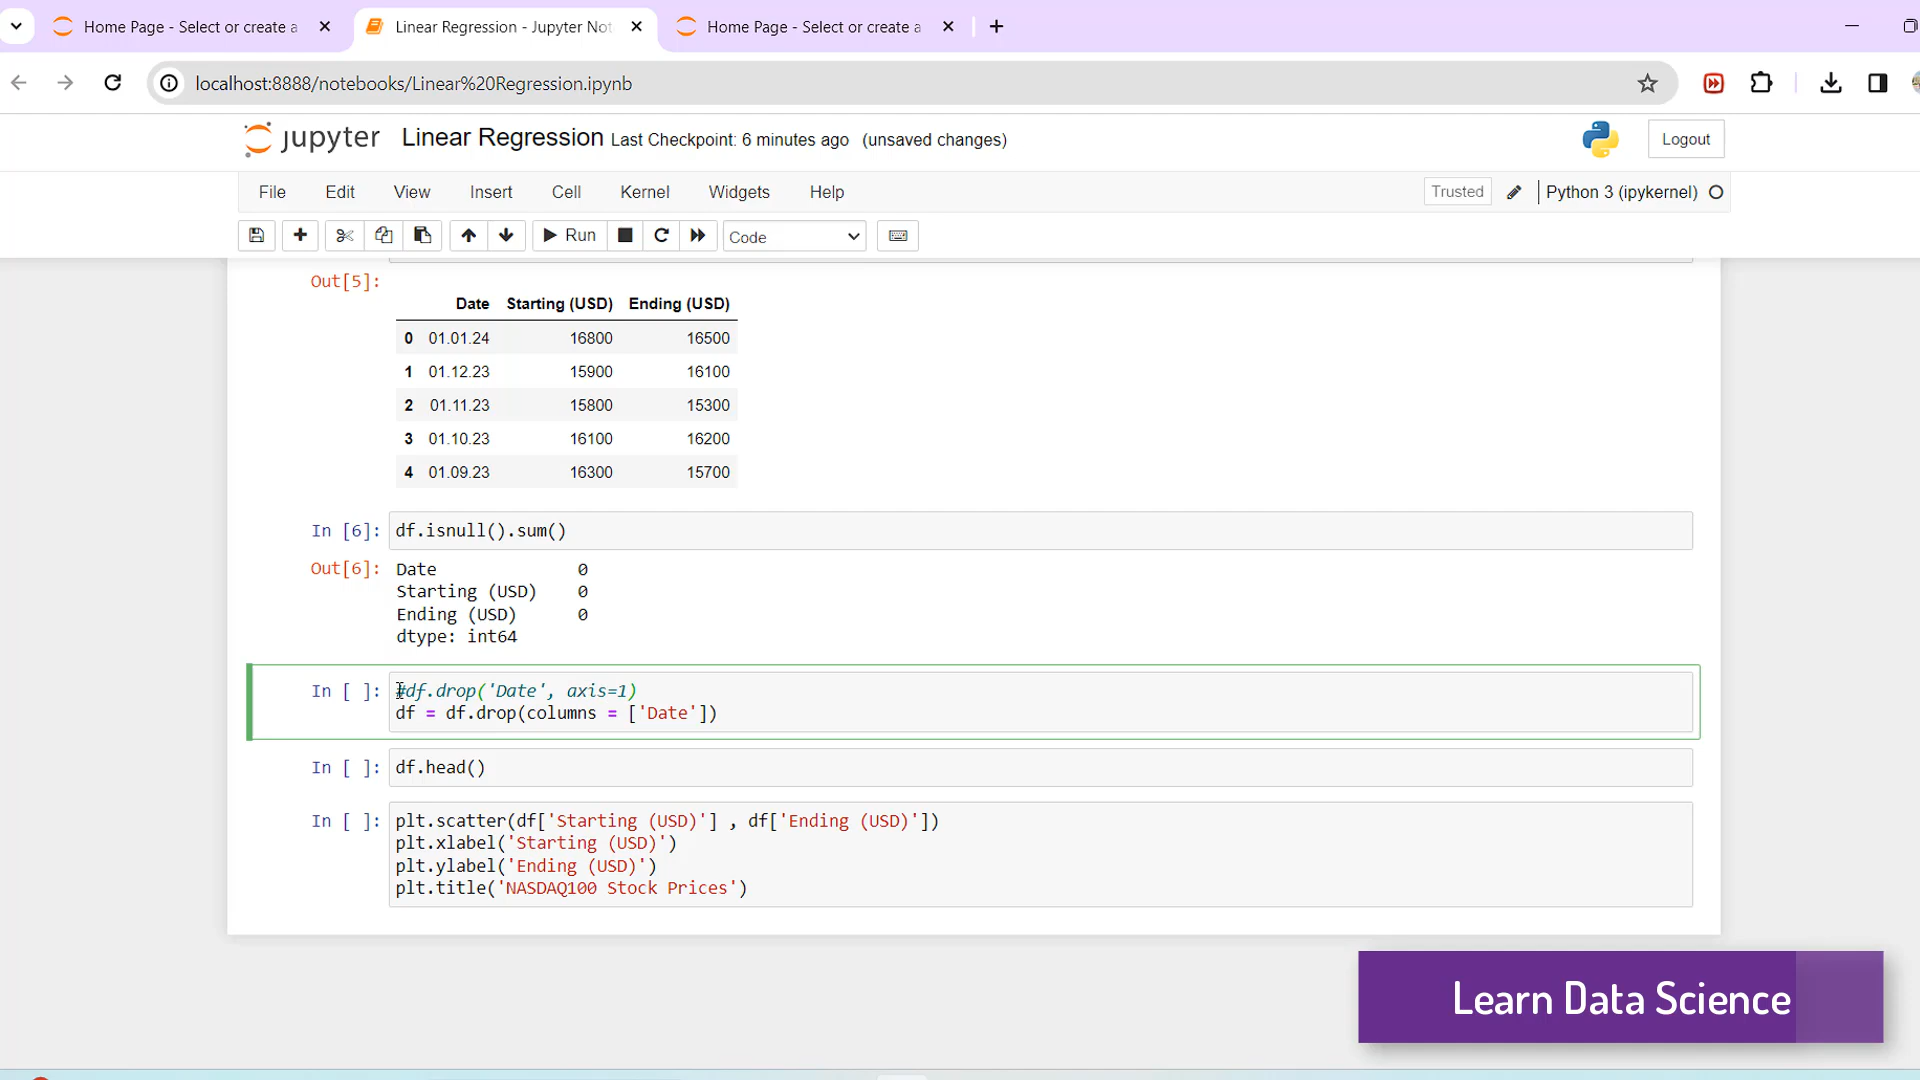 Home Page - Select or create a
Linear Regression - Jupyter Not
Home Page - Select or create a
localhost:8888/notebooks/Linear%20Regression.ipynb
jupyter Linear Regression Last Checkpoint: 6 minutes ago (unsaved changes)
Logout
File Edit View Insert Cell Kernel Widgets Help
Trusted
Python 3 (ipykernel)
Run
Code
Out[5]:
Date Starting (USD) Ending (USD)
0 01.01.24 16800 16500
1 01.12.23 15900 16100
2 01.11.23 15800 15300
3 01.10.23 16100 16200
4 01.09.23 16300 15700
In [6]: df.isnull().sum()
Out[6]: Date 0
Starting (USD) 0
Ending (USD) 0
dtype: int64
In [ ]: #df.drop('Date', axis=1)
df = df.drop(columns = ['Date'])
In [ ]: df.head()
In [ ]: plt.scatter(df['Starting (USD)'] , df['Ending (USD)'])
plt.xlabel('Starting (USD)')
plt.ylabel('Ending (USD)')
plt.title('NASDAQ100 Stock Prices')
Learn Data Science